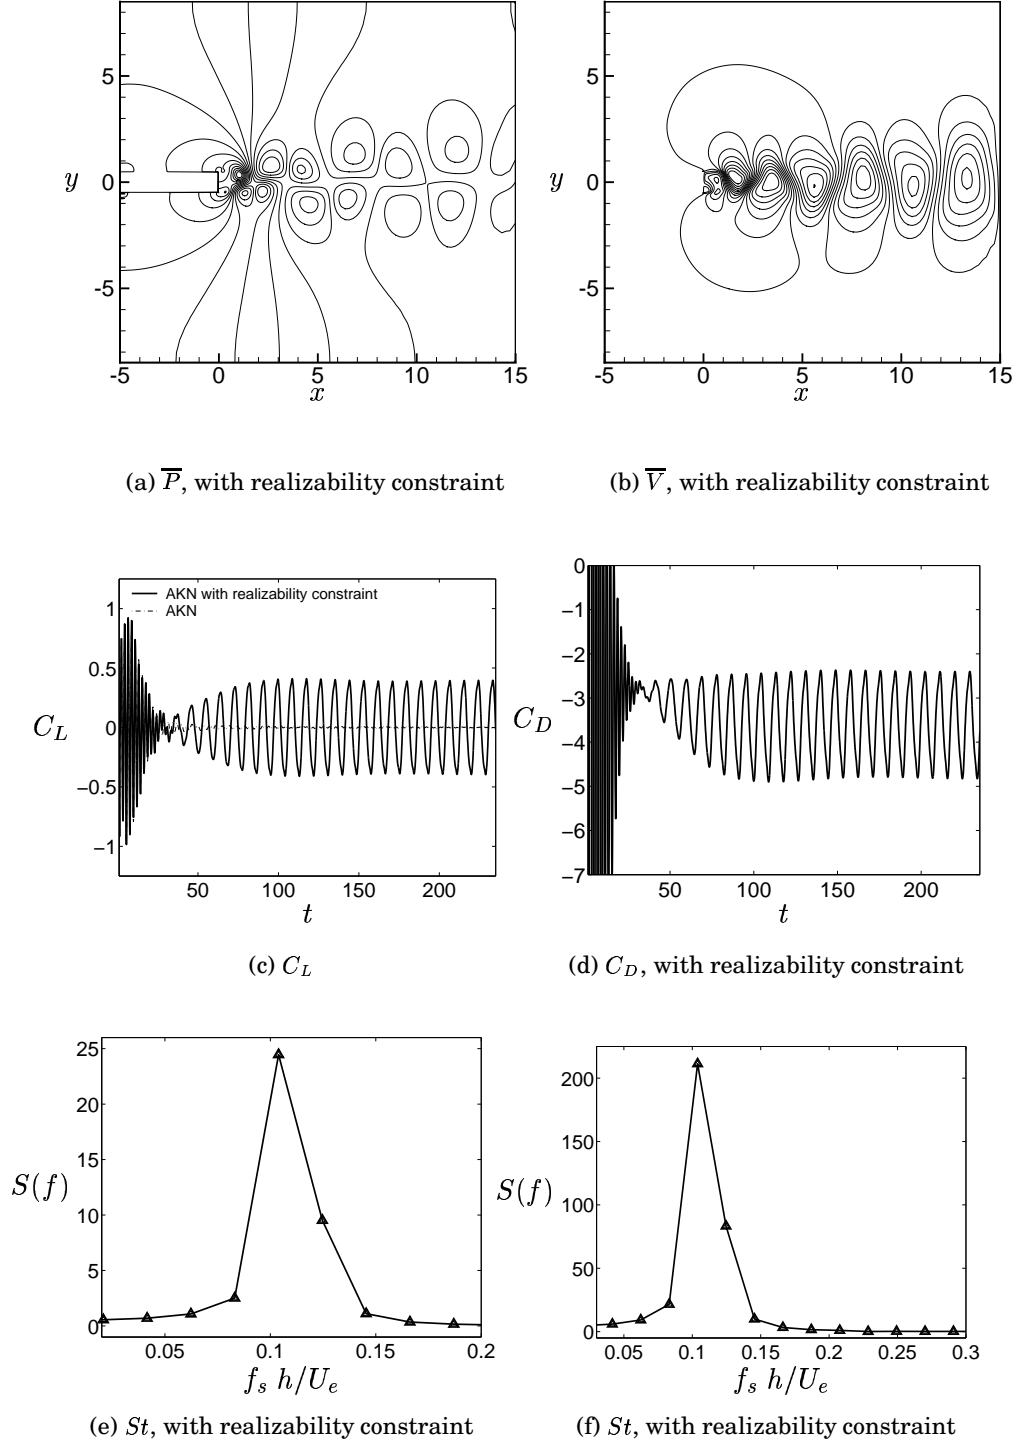 5
0
-5
y
-5 0 5 10 15
x
5
0
-5
y
-5 0 5 10 15
x
(a) P̅, with realizability constraint
(b) V̅, with realizability constraint
AKN with realizability constraint
AKN
1
0.5
0
−0.5
−1
C_L
50 100 150 200
t
0
−1
−2
−3
−4
−5
−6
−7
C_D
50 100 150 200
t
(c) C_L
(d) C_D, with realizability constraint
25
20
15
10
5
0
S(f)
0.05 0.1 0.15 0.2
f_s h/U_e
200
150
100
50
0
S(f)
0.05 0.1 0.15 0.2 0.25 0.3
f_s h/U_e
(e) St, with realizability constraint
(f) St, with realizability constraint